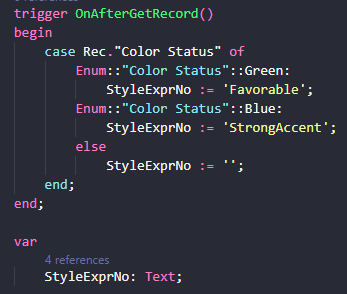 trigger OnAfterGetRecord()
begin
    case Rec."Color Status" of
        Enum::"Color Status"::Green:
            StyleExprNo := 'Favorable';
        Enum::"Color Status"::Blue:
            StyleExprNo := 'StrongAccent';
        else
            StyleExprNo := '';
    end;
end;

var
    4 references
    StyleExprNo: Text;